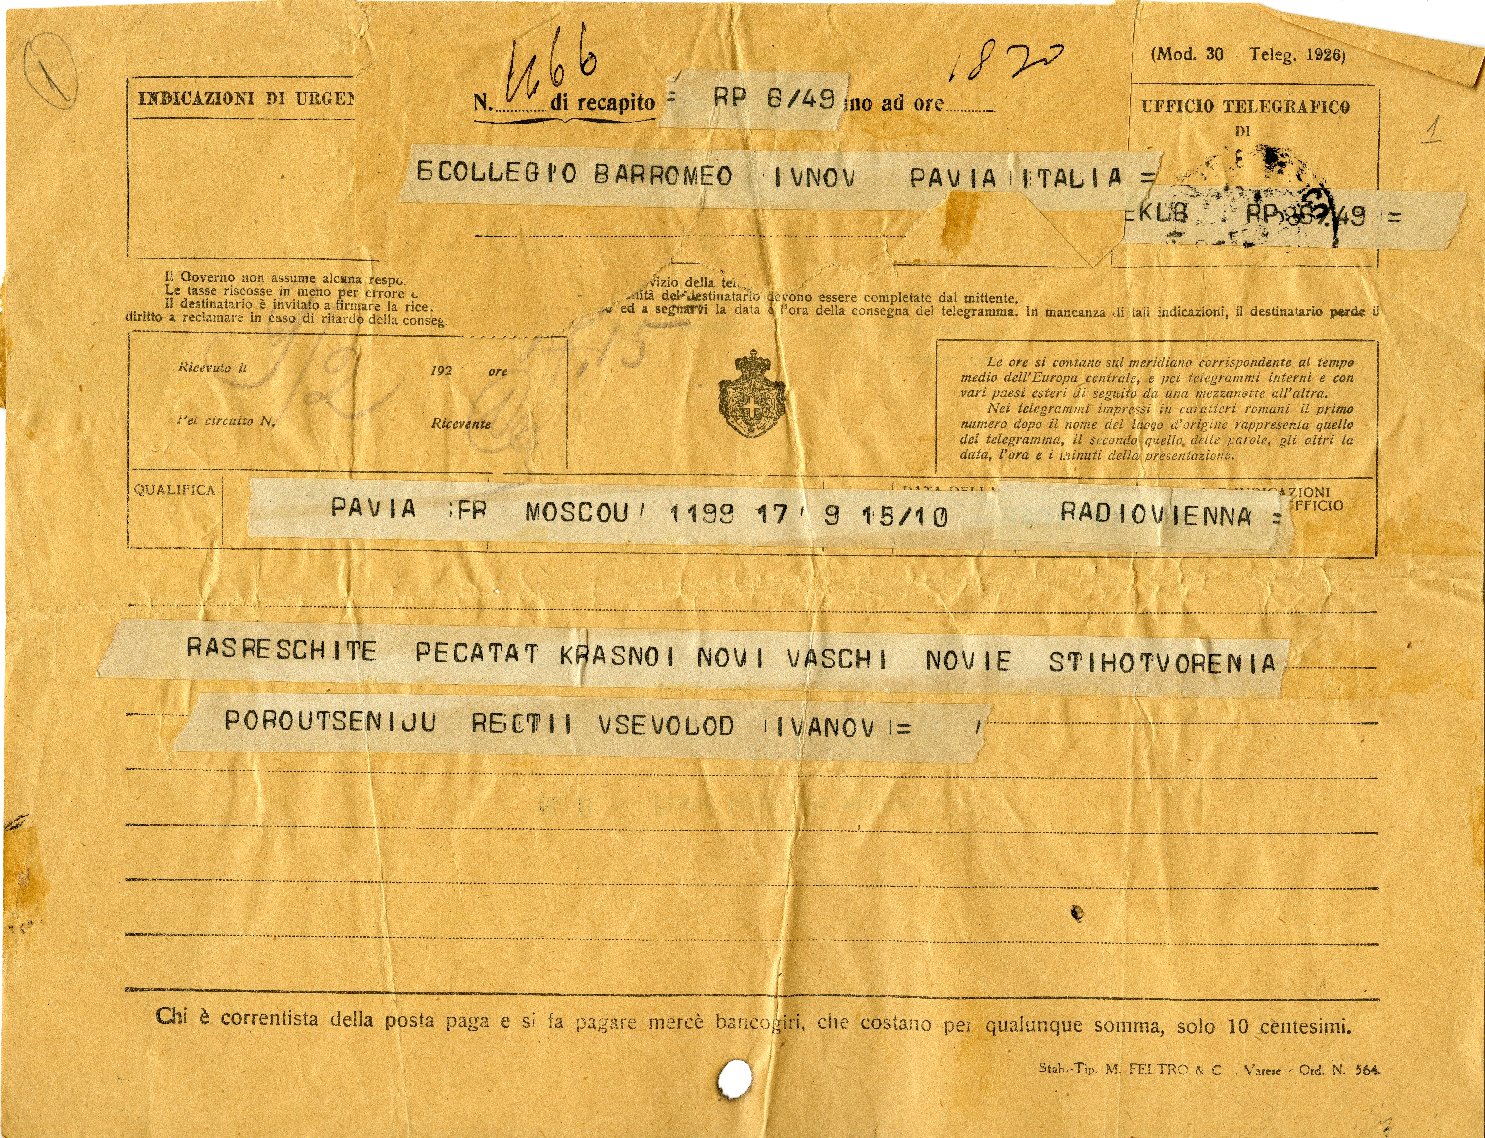 1
1466
1820
(Mod. 30 Teleg. 1926)
INDICAZIONI DI URGEN
N. di recapito = RP 6/49 no ad ore
UFFICIO TELEGRAFICO
DI
1
ECOLLEGIO BARROMEO IVNOV PAVIA ITALIA =
EKLB RP 49 =
Il Governo non assume alcuna respo
vizio della te
Le tasse riscosse in meno per errore
del destinatario devono essere completate dal mittente.
Il destinatario è invitato a firmare la rice
ed a segnarvi la data e l'ora della consegna del telegramma. In mancanza di tali indicazioni, il destinatario perde il
diritto a reclamare in caso di ritardo della conseg
Ricevuto il 192 ore
Pel circuito N. Ricevente
Le ore si contano sul meridiano corrispondente al tempo
medio dell'Europa centrale, e pei telegrammi interni e con
vari paesi esteri di seguito da una mezzanotte all'altra.
Nei telegrammi impressi in caratteri romani il primo
numero dopo il nome del luogo d'origine rappresenta quello
del telegramma, il secondo quello delle parole, gli altri la
data, l'ora e i minuti della presentazione.
QUALIFICA
AZIONI
FFICIO
PAVIA FR MOSCOU 1199 17 9 15/10 RADIOVIENNA =
RASRESCHITE PECATAT KRASNOI NOVI VASCHI NOVIE STIHOTVORENIA
POROUTSENIJU RECTII VSEVOLOD IVANOV =
Chi è correntista della posta paga e si fa pagare mercè bancogiri, che costano per qualunque somma, solo 10 centesimi.
Stab.-Tip. M. FELTRO & C. Varese - Ord. N. 564.